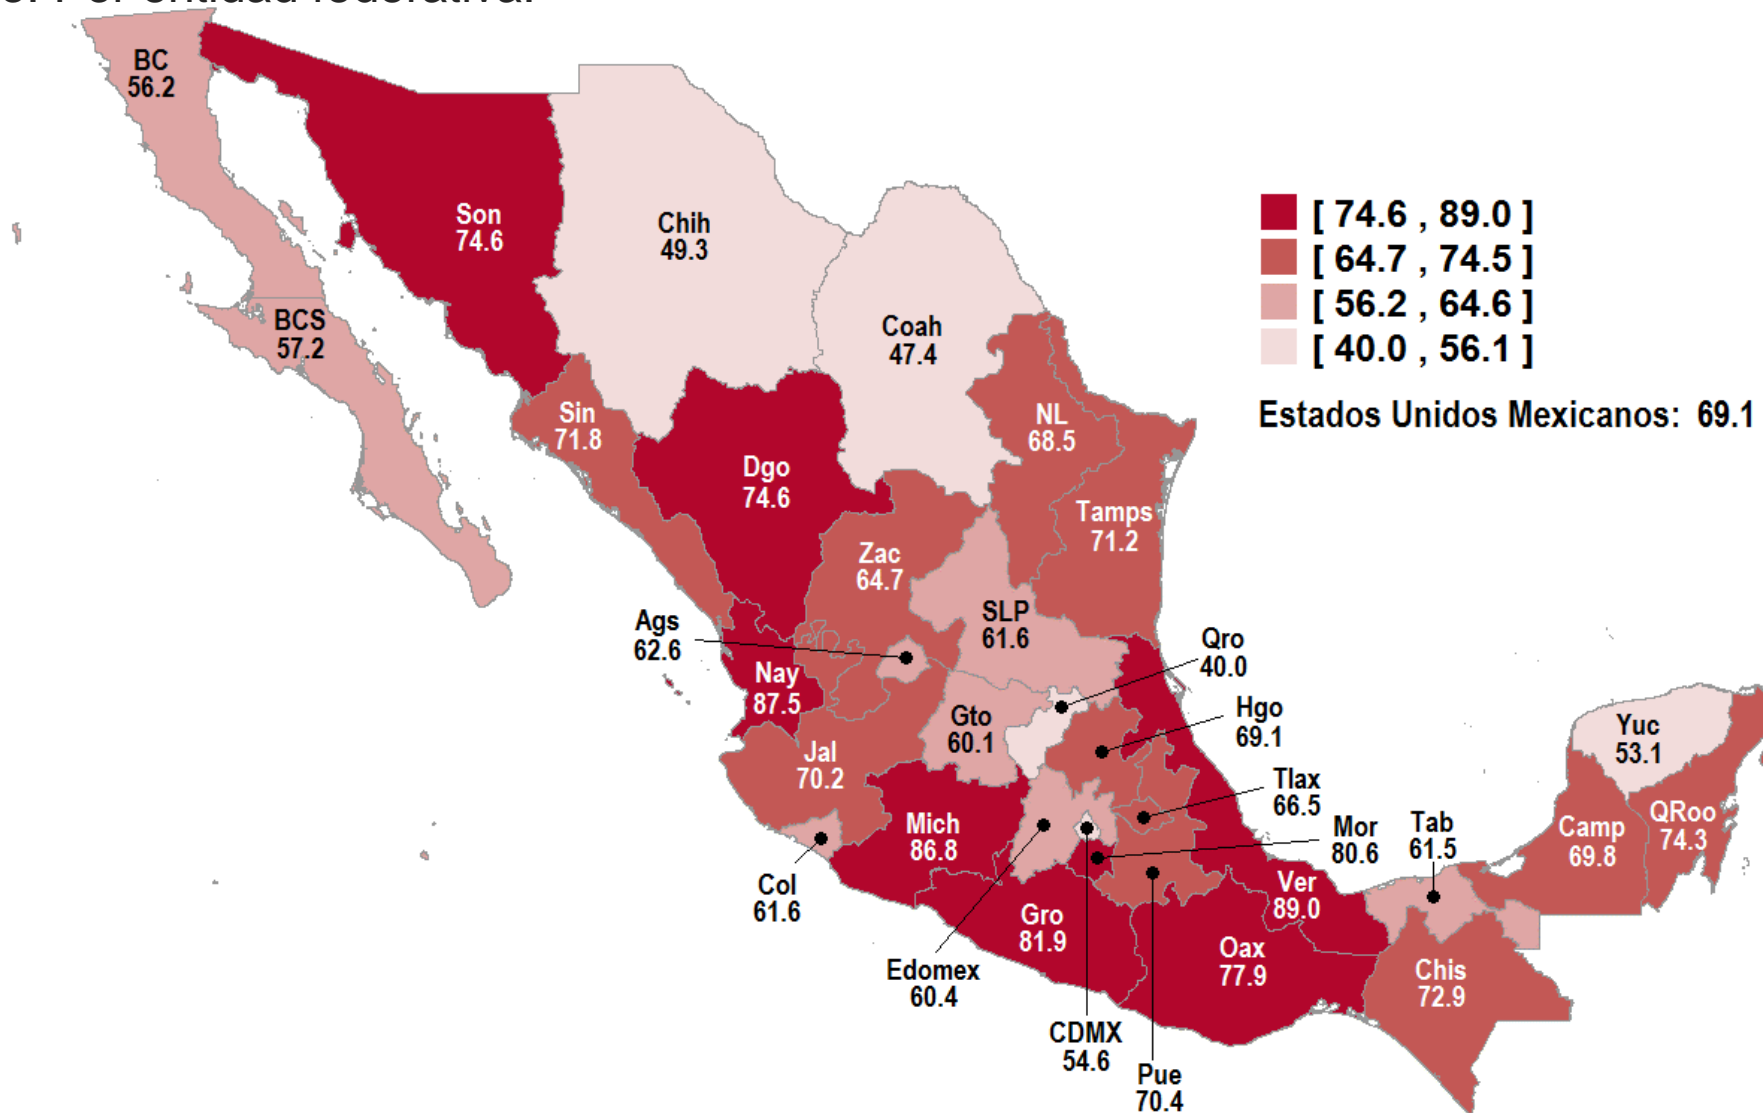 Por entidad federativa.
BC
56.2
Son
74.6
Chih
49.3
[ 74.6 , 89.0 ]
[ 64.7 , 74.5 ]
[ 56.2 , 64.6 ]
[ 40.0 , 56.1 ]
Estados Unidos Mexicanos: 69.1
BCS
57.2
Coah
47.4
Sin
71.8
NL
68.5
Dgo
74.6
Tamps
71.2
Zac
64.7
Ags
62.6
SLP
61.6
Qro
40.0
Nay
87.5
Gto
60.1
Hgo
69.1
Yuc
53.1
Jal
70.2
Tlax
66.5
Mich
86.8
Mor
80.6
Tab
61.5
Camp
69.8
QRoo
74.3
Col
61.6
Gro
81.9
Ver
89.0
Edomex
60.4
Oax
77.9
Chis
72.9
CDMX
54.6
Pue
70.4